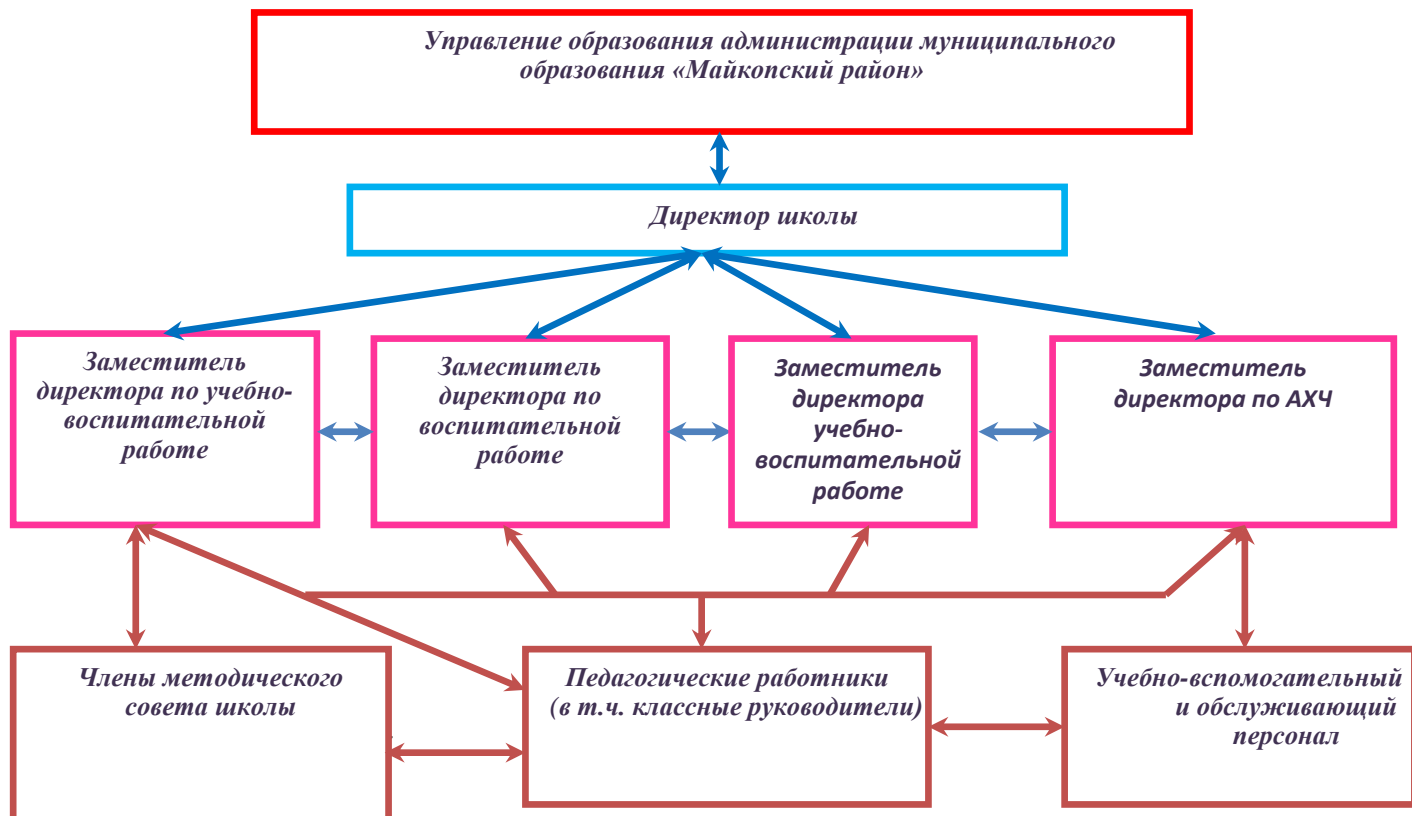 Управление образования администрации муниципального
образования «Майкопский район»
Директор школы
Заместитель
директора по учебно-
воспитательной
работе
Заместитель
директора по
воспитательной
работе
Заместитель
директора
учебно-
воспитательной
работе
Заместитель
директора по АХЧ
Члены методического
совета школы
Педагогические работники
(в т.ч. классные руководители)
Учебно-вспомогательный
и обслуживающий
персонал